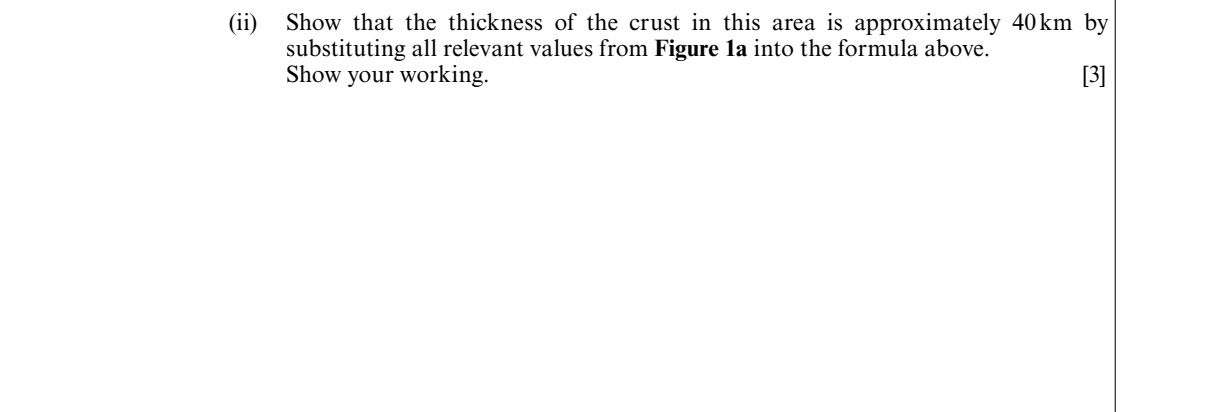 (ii) Show that the thickness of the crust in this area is approximately 40 km by
substituting all relevant values from Figure 1a into the formula above.
Show your working. [3]